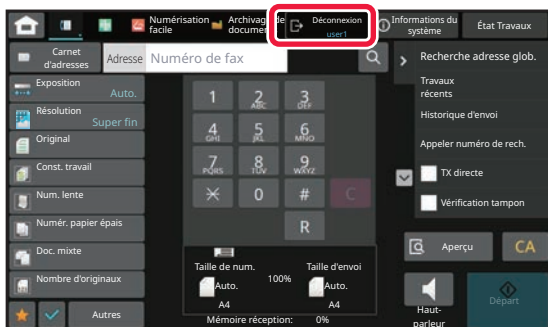 Numérisation facile
Archivage de
documen
Déconnexion
user1
Informations du système
État Travaux
Carnet d'adresses
Adresse
Numéro de fax
Recherche adresse glob.
Exposition
Auto.
Résolution
Super fin
Original
Const. travail
Num. lente
Numér. papier épais
Doc. mixte
Nombre d'originaux
Autres
1
2 ABC
3 DEF
4 GHI
5 JKL
6 MNO
7 PQRS
8 TUV
9 WXYZ
0
#
C
R
Taille de num.
Auto.
A4
100%
Taille d'envoi
Auto.
A4
Mémoire réception: 0%
Travaux récents
Historique d'envoi
Appeler numéro de rech.
TX directe
Vérification tampon
Aperçu
CA
Haut-parleur
Départ